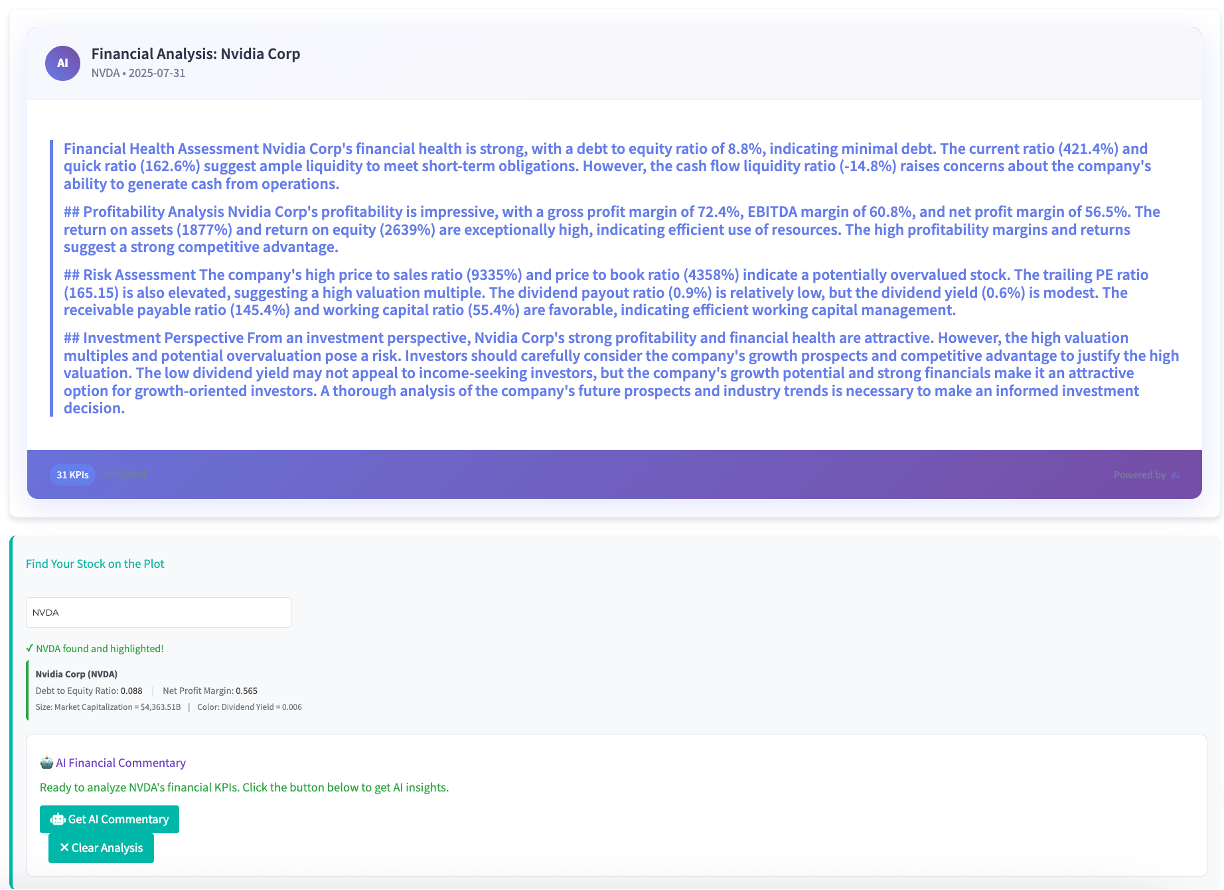 AI
Financial Analysis: Nvidia Corp
NVDA • 2025-07-31
Financial Health Assessment Nvidia Corp's financial health is strong, with a debt to equity ratio of 8.8%, indicating minimal debt. The current ratio (421.4%) and
quick ratio (162.6%) suggest ample liquidity to meet short-term obligations. However, the cash flow liquidity ratio (-14.8%) raises concerns about the company's
ability to generate cash from operations.
## Profitability Analysis Nvidia Corp's profitability is impressive, with a gross profit margin of 72.4%, EBITDA margin of 60.8%, and net profit margin of 56.5%. The
return on assets (1877%) and return on equity (2639%) are exceptionally high, indicating efficient use of resources. The high profitability margins and returns
suggest a strong competitive advantage.
## Risk Assessment The company's high price to sales ratio (9335%) and price to book ratio (4358%) indicate a potentially overvalued stock. The trailing PE ratio
(165.15) is also elevated, suggesting a high valuation multiple. The dividend payout ratio (0.9%) is relatively low, but the dividend yield (0.6%) is modest. The
receivable payable ratio (145.4%) and working capital ratio (55.4%) are favorable, indicating efficient working capital management.
## Investment Perspective From an investment perspective, Nvidia Corp's strong profitability and financial health are attractive. However, the high valuation
multiples and potential overvaluation pose a risk. Investors should carefully consider the company's growth prospects and competitive advantage to justify the high
valuation. The low dividend yield may not appeal to income-seeking investors, but the company's growth potential and strong financials make it an attractive
option for growth-oriented investors. A thorough analysis of the company's future prospects and industry trends is necessary to make an informed investment
decision.
31 KPIs analyzed
Powered by AI
Find Your Stock on the Plot
NVDA
✓ NVDA found and highlighted!
Nvidia Corp (NVDA)
Debt to Equity Ratio: 0.088 | Net Profit Margin: 0.565
Size: Market Capitalization = $4,363.51B | Color: Dividend Yield = 0.006
🤖 AI Financial Commentary
Ready to analyze NVDA's financial KPIs. Click the button below to get AI insights.
Get AI Commentary
✕ Clear Analysis